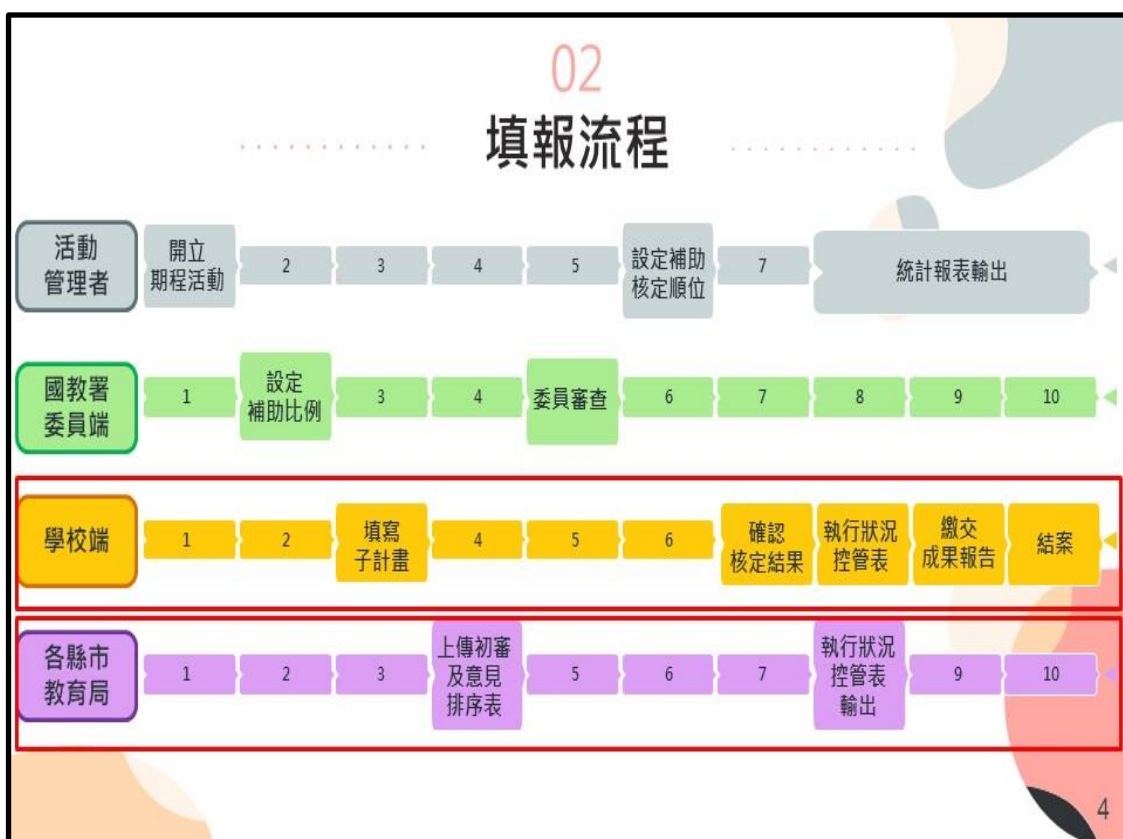 02
填報流程
活動
管理者
開立
期程活動
2
3
4
5
設定補助
核定順位
7
統計報表輸出
國教署
委員端
1
設定
補助比例
3
4
委員審查
6
7
8
9
10
學校端
1
2
填寫
子計畫
4
5
6
確認
核定結果
執行狀況
控管表
繳交
成果報告
結案
各縣市
教育局
1
2
3
上傳初審
及意見
排序表
5
6
7
執行狀況
控管表
輸出
9
10
4